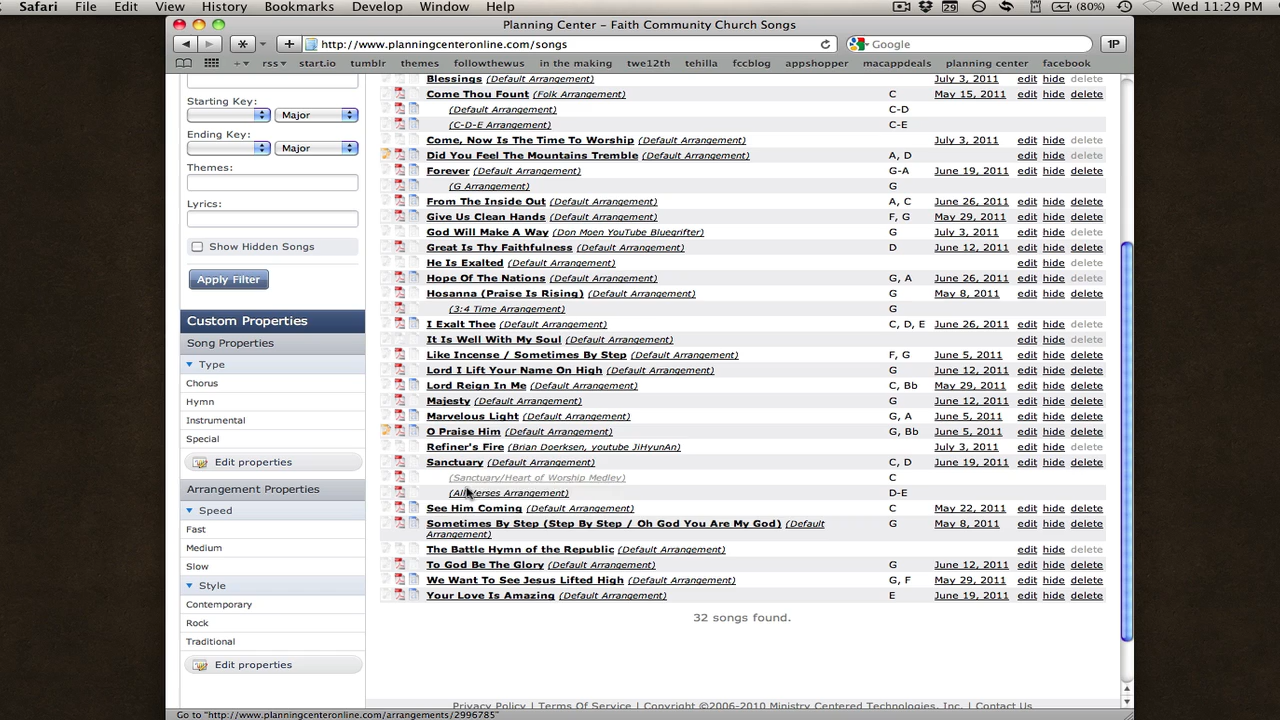 Safari File Edit View History Bookmarks Develop Window Help 29 (80%) Wed 11:29 PM
Planning Center – Faith Community Church Songs
http://www.planningcenteronline.com/songs Google 1P
rss start.io tumblr themes followthewus in the making twe12th tehilla fccblog appshopper macappdeals planning center facebook
Starting Key:
Major
Ending Key:
Major
Themes:
Lyrics:
Show Hidden Songs
Apply Filter
Custom Properties
Song Properties
Type
Chorus
Hymn
Instrumental
Special
Edit properties
Arrangement Properties
Speed
Fast
Medium
Slow
Style
Contemporary
Rock
Traditional
Edit properties
Blessings (Default Arrangement) July 3, 2011 edit hide delete
Come Thou Fount (Folk Arrangement) C May 15, 2011 edit hide delete
(Default Arrangement) C-D
(C-D-E Arrangement) C-E
Come, Now Is The Time To Worship (Default Arrangement) July 3, 2011 edit hide delete
Did You Feel The Mountains Tremble (Default Arrangement) A, D edit hide delete
Forever (Default Arrangement) G-A June 19, 2011 edit hide delete
(G Arrangement) G
From The Inside Out (Default Arrangement) A, C June 26, 2011 edit hide delete
Give Us Clean Hands (Default Arrangement) F, G May 29, 2011 edit hide delete
God Will Make A Way (Don Moen YouTube Bluegrifter) G July 3, 2011 edit hide delete
Great Is Thy Faithfulness (Default Arrangement) D June 12, 2011 edit hide delete
He Is Exalted (Default Arrangement) edit hide delete
Hope Of The Nations (Default Arrangement) G, A June 26, 2011 edit hide delete
Hosanna (Praise Is Rising) (Default Arrangement) G May 8, 2011 edit hide delete
(3:4 Time Arrangement) G
I Exalt Thee (Default Arrangement) C, D, E June 26, 2011 edit hide delete
It Is Well With My Soul (Default Arrangement) edit hide delete
Like Incense / Sometimes By Step (Default Arrangement) F, G June 5, 2011 edit hide delete
Lord I Lift Your Name On High (Default Arrangement) G June 12, 2011 edit hide delete
Lord Reign In Me (Default Arrangement) C, Bb May 29, 2011 edit hide delete
Majesty (Default Arrangement) G June 12, 2011 edit hide delete
Marvelous Light (Default Arrangement) G, A June 5, 2011 edit hide delete
O Praise Him (Default Arrangement) G, Bb June 5, 2011 edit hide delete
Refiner's Fire (Brian Doerksen, youtube JiHyunAn) July 3, 2011 edit hide delete
Sanctuary (Default Arrangement) C, D June 19, 2011 edit hide delete
(Sanctuary/Heart of Worship Medley) C
(All Verses Arrangement) D-E
See Him Coming (Default Arrangement) C May 22, 2011 edit hide delete
Sometimes By Step (Step By Step / Oh God You Are My God) (Default G May 8, 2011 edit hide delete
Arrangement)
The Battle Hymn of the Republic (Default Arrangement) edit hide delete
To God Be The Glory (Default Arrangement) G June 12, 2011 edit hide delete
We Want To See Jesus Lifted High (Default Arrangement) G, F May 29, 2011 edit hide delete
Your Love Is Amazing (Default Arrangement) E June 19, 2011 edit hide delete
32 songs found.
Privacy Policy | Terms Of Service | Copyright ©2006-2010 Ministry Centered Technologies, Inc. | Contact Us
Go to "http://www.planningcenteronline.com/arrangements/2996785"